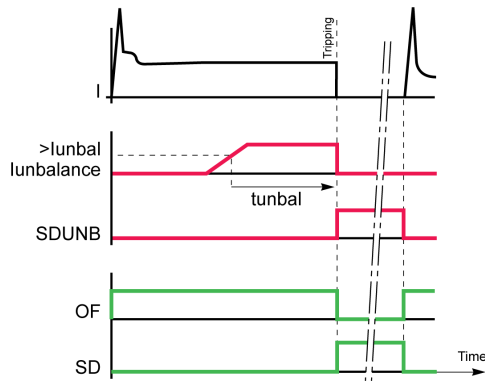 Tripping
I
>Iunbal
Iunbalance
tunbal
SDUNB
OF
SD
Time